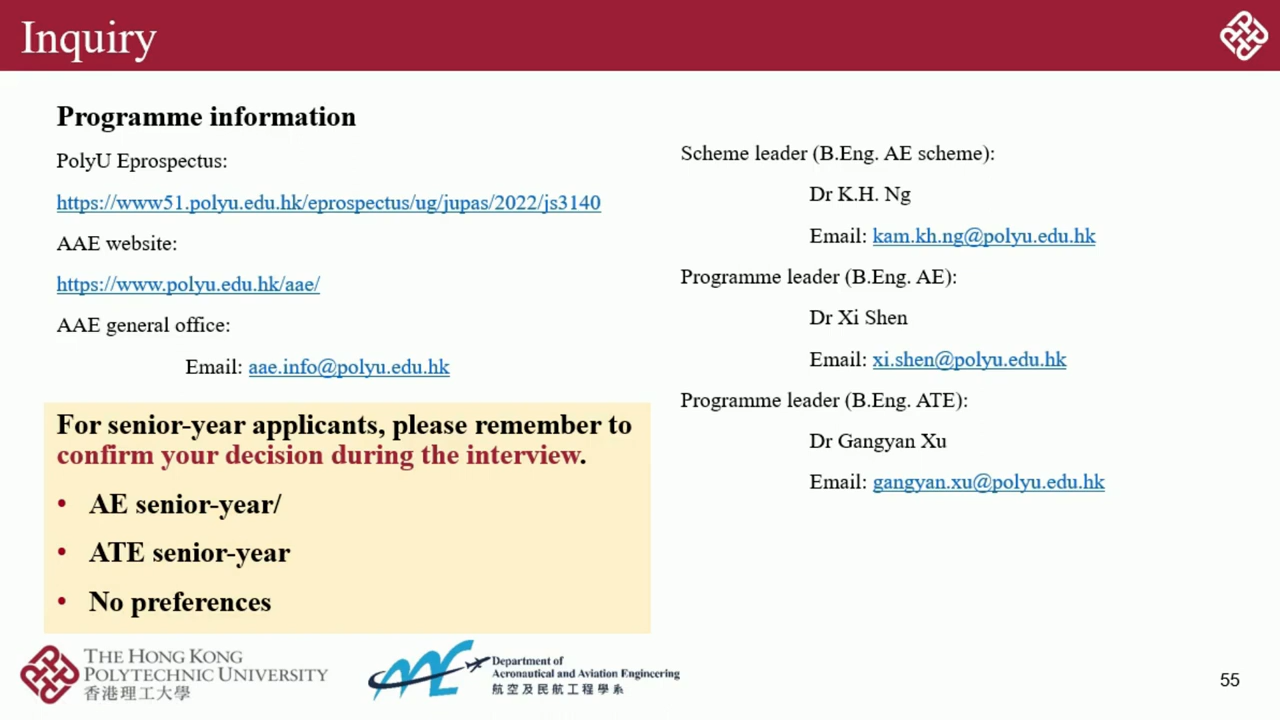 Inquiry
Programme information
PolyU Eprospectus:
https://www51.polyu.edu.hk/eprospectus/ug/jupas/2022/js3140
AAE website:
https://www.polyu.edu.hk/aae/
AAE general office:
Email: aae.info@polyu.edu.hk
For senior-year applicants, please remember to
confirm your decision during the interview.
• AE senior-year/
• ATE senior-year
• No preferences
Scheme leader (B.Eng. AE scheme):
Dr K.H. Ng
Email: kam.kh.ng@polyu.edu.hk
Programme leader (B.Eng. AE):
Dr Xi Shen
Email: xi.shen@polyu.edu.hk
Programme leader (B.Eng. ATE):
Dr Gangyan Xu
Email: gangyan.xu@polyu.edu.hk
THE HONG KONG
POLYTECHNIC UNIVERSITY
香港理工大學
AAE
Department of
Aeronautical and Aviation Engineering
航空及民航工程學系
55